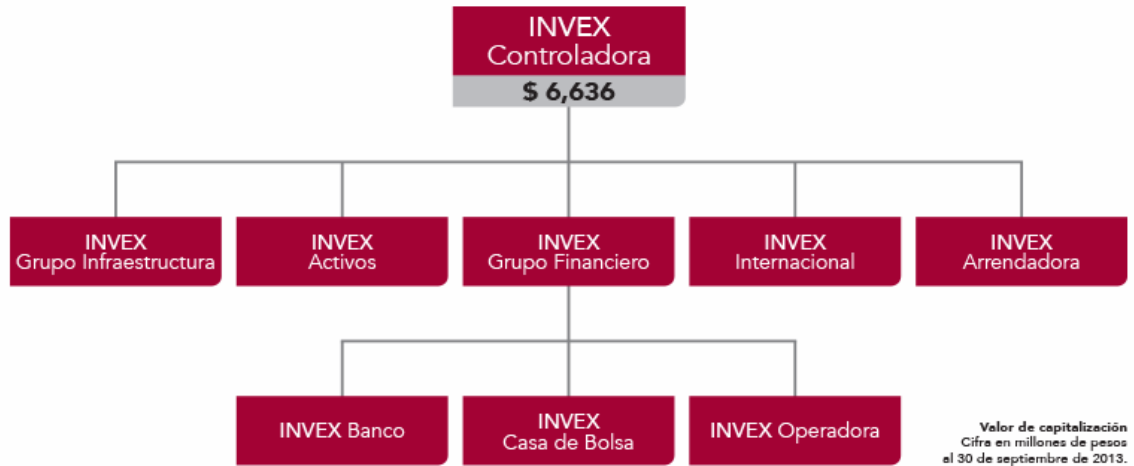 INVEX
Controladora
$ 6,636
INVEX
Grupo Infraestructura
INVEX
Activos
INVEX
Grupo Financiero
INVEX
Internacional
INVEX
Arrendadora
INVEX Banco
INVEX
Casa de Bolsa
INVEX Operadora
Valor de capitalización
Cifra en millones de pesos
al 30 de septiembre de 2013.